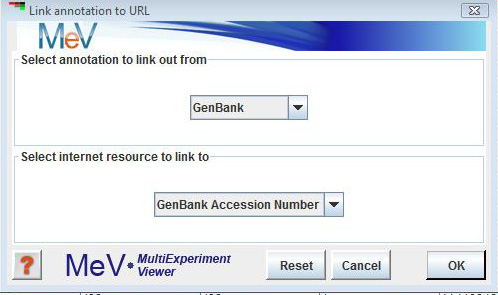 Link annotation to URL
MeV
Select annotation to link out from
GenBank
Select internet resource to link to
GenBank Accession Number
?
MeV MultiExperiment
Viewer
Reset
Cancel
OK